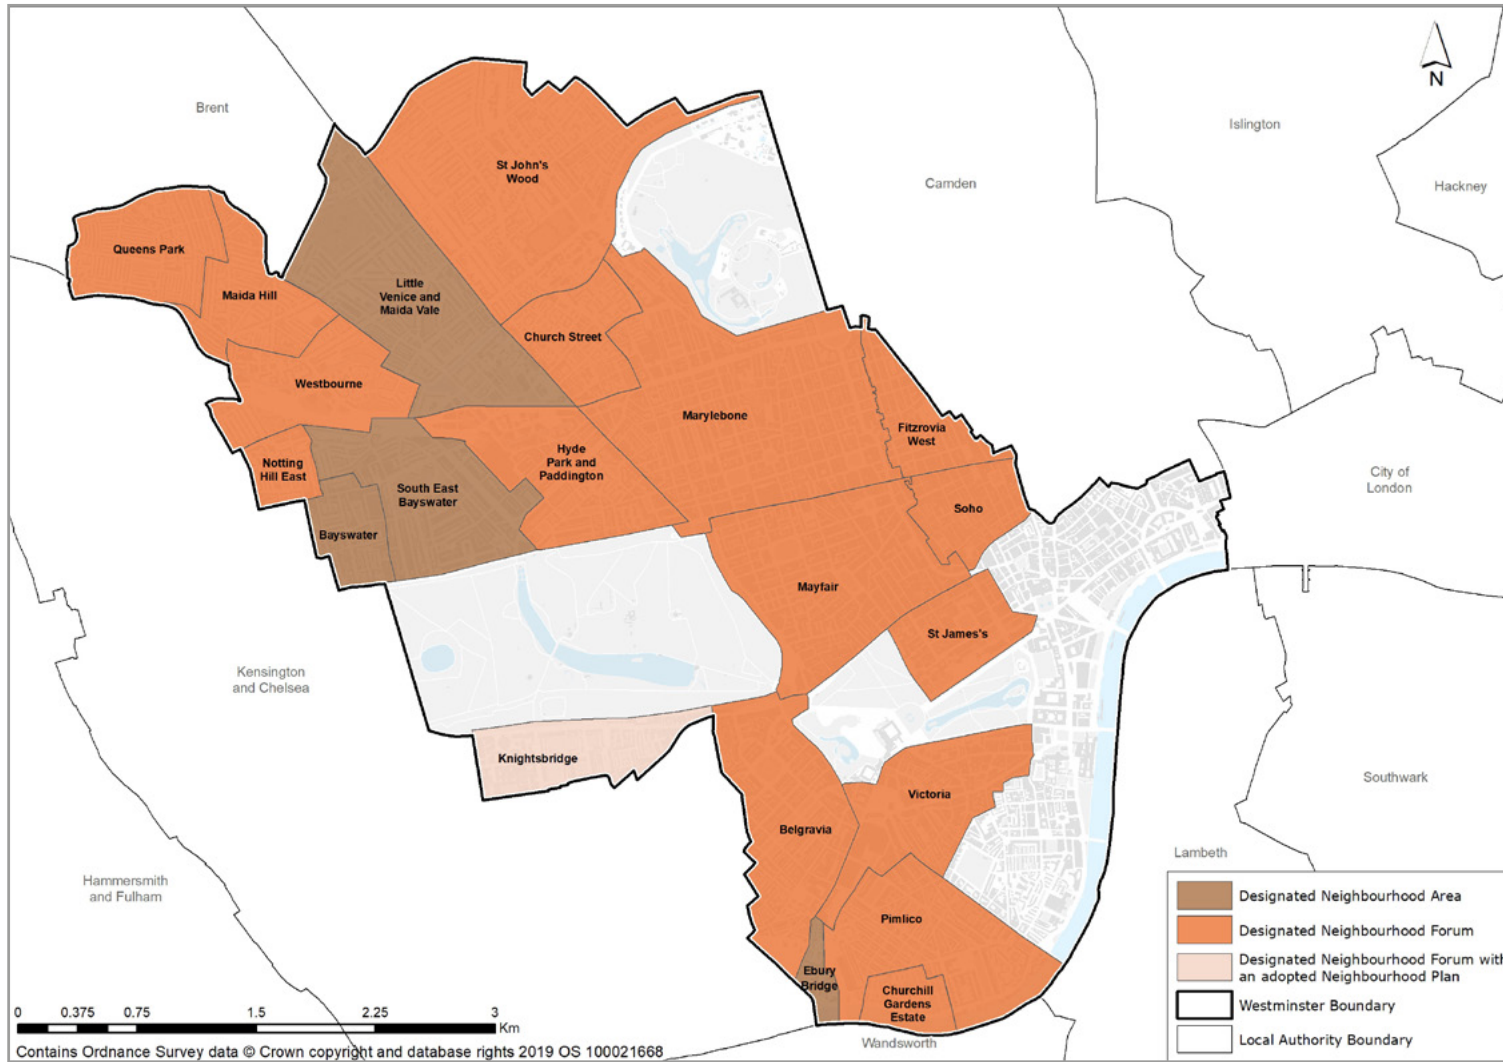 Brent
Islington
Camden
Hackney
St John's
Wood
Queens Park
Maida Hill
Little
Venice and
Maida Vale
Church Street
Westbourne
Marylebone
Fitzrovia
West
Notting
Hill East
Hyde
Park and
Paddington
City of
London
South East
Bayswater
Soho
Bayswater
Mayfair
St James's
Kensington
and Chelsea
Knightsbridge
Victoria
Southwark
Belgravia
Hammersmith
and Fulham
Lambeth
Pimlico
Ebury
Bridge
Churchill
Gardens
Estate
Wandsworth
N
Designated Neighbourhood Area
Designated Neighbourhood Forum
Designated Neighbourhood Forum with
an adopted Neighbourhood Plan
Westminster Boundary
Local Authority Boundary
0 0.375 0.75 1.5 2.25 3
Km
Contains Ordnance Survey data © Crown copyright and database rights 2019 OS 100021668